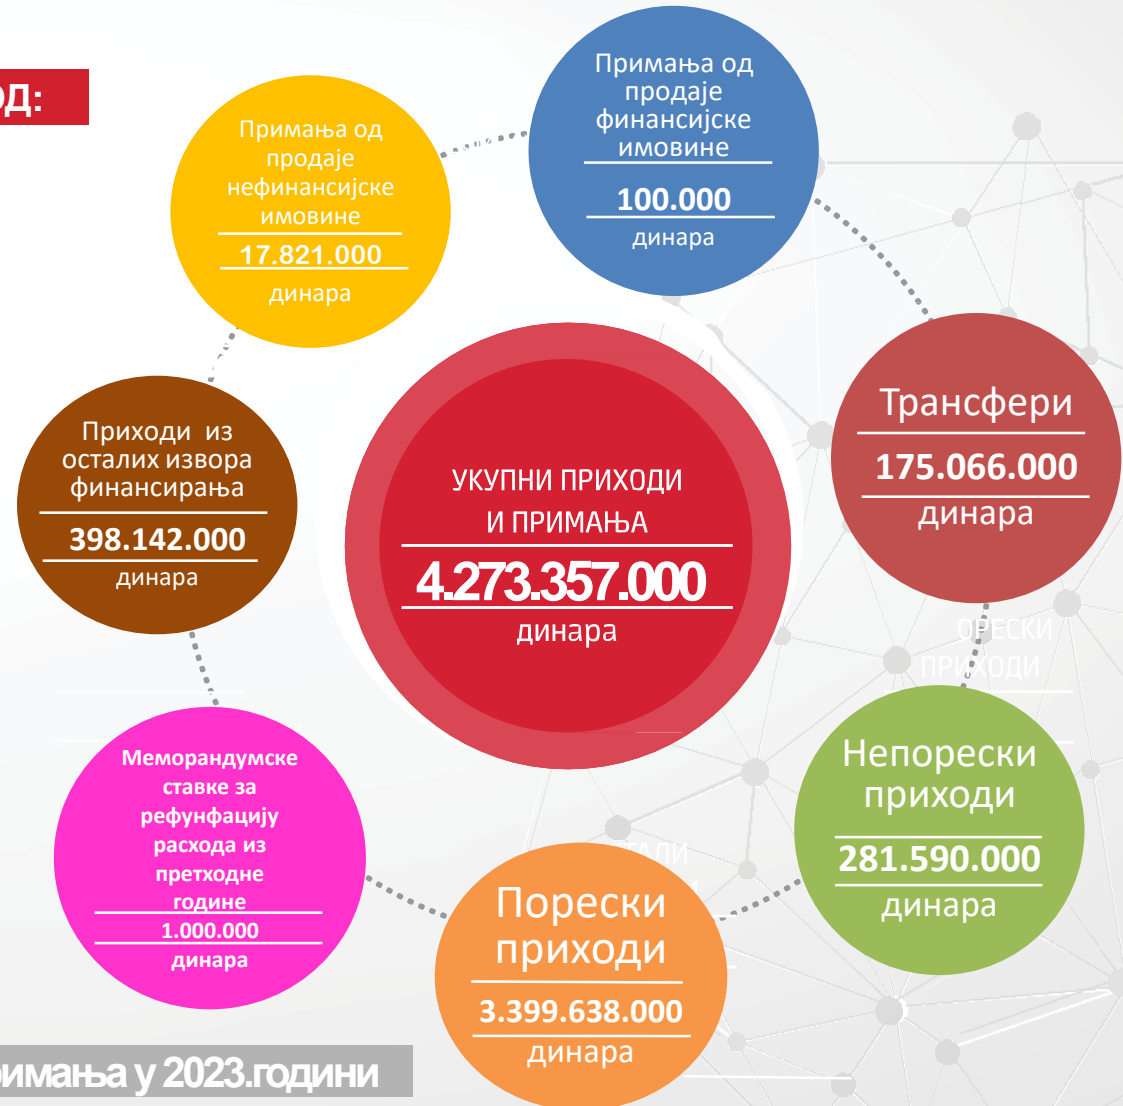 ОД:
Примања од
продаје
финансијске
имовине
100.000
динара
Примања од
продаје
нефинансијске
имовине
17.821.000
динара
Трансфери
175.066.000
динара
Приходи из
осталих извора
финансирања
398.142.000
динара
УКУПНИ ПРИХОДИ
И ПРИМАЊА
4.273.357.000
динара
ОРЕСКИ
ПРИХОДИ
Непорески
приходи
281.590.000
динара
Меморандумске
ставке за
рефунфацију
расхода из
претходне
године
1.000.000
динара
ТАЛИ
Порески
приходи
3.399.638.000
динара
римања у 2023.години